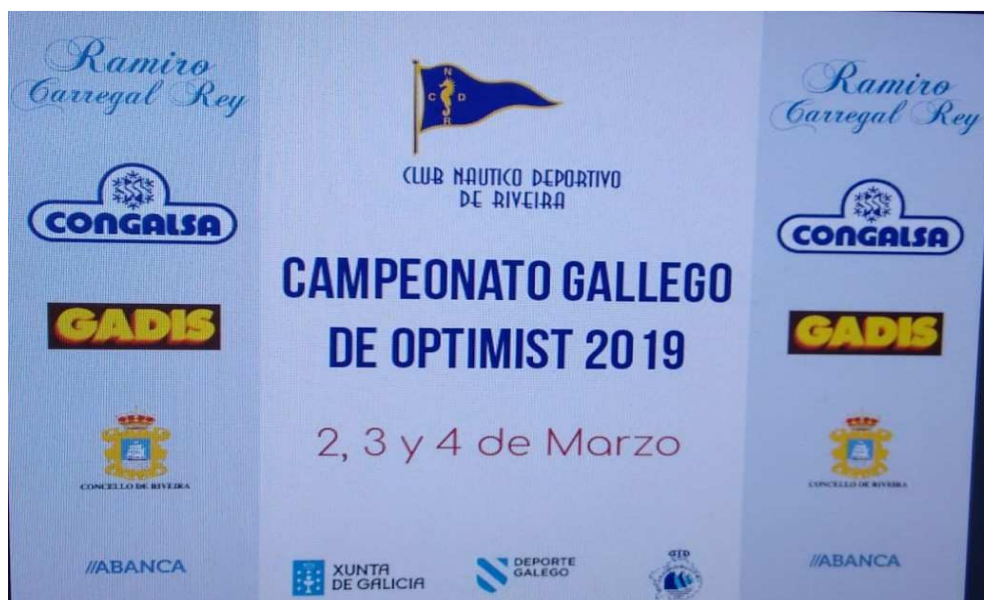 Ramiro
Carregal Rey
CONGALSA
GADIS
CONCELLO DE RIVEIRA
//ABANCA
N
C D
R
CLUB NAUTICO DEPORTIVO
DE RIVEIRA
CAMPEONATO GALLEGO
DE OPTIMIST 2019
2, 3 y 4 de Marzo
XUNTA
DE GALICIA
DEPORTE
GALEGO
Ramiro
Carregal Rey
CONGALSA
GADIS
CONCELLO DE RIVEIRA
//ABANCA